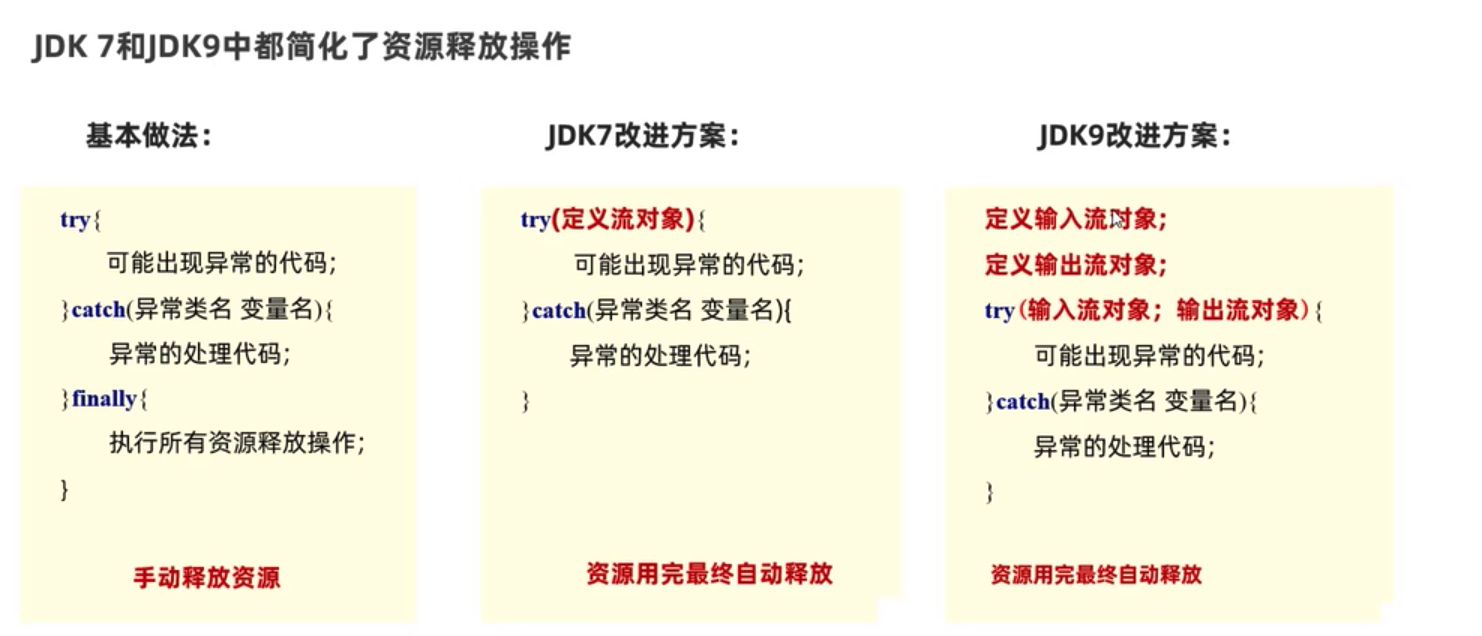 JDK 7和JDK9中都简化了资源释放操作
基本做法：
try{
可能出现异常的代码;
}catch(异常类名 变量名){
异常的处理代码;
}finally{
执行所有资源释放操作;
}
手动释放资源
JDK7改进方案：
try(定义流对象){
可能出现异常的代码;
}catch(异常类名 变量名){
异常的处理代码;
}
资源用完最终自动释放
JDK9改进方案：
定义输入流对象;
定义输出流对象;
try(输入流对象；输出流对象){
可能出现异常的代码;
}catch(异常类名 变量名){
异常的处理代码;
}
资源用完最终自动释放